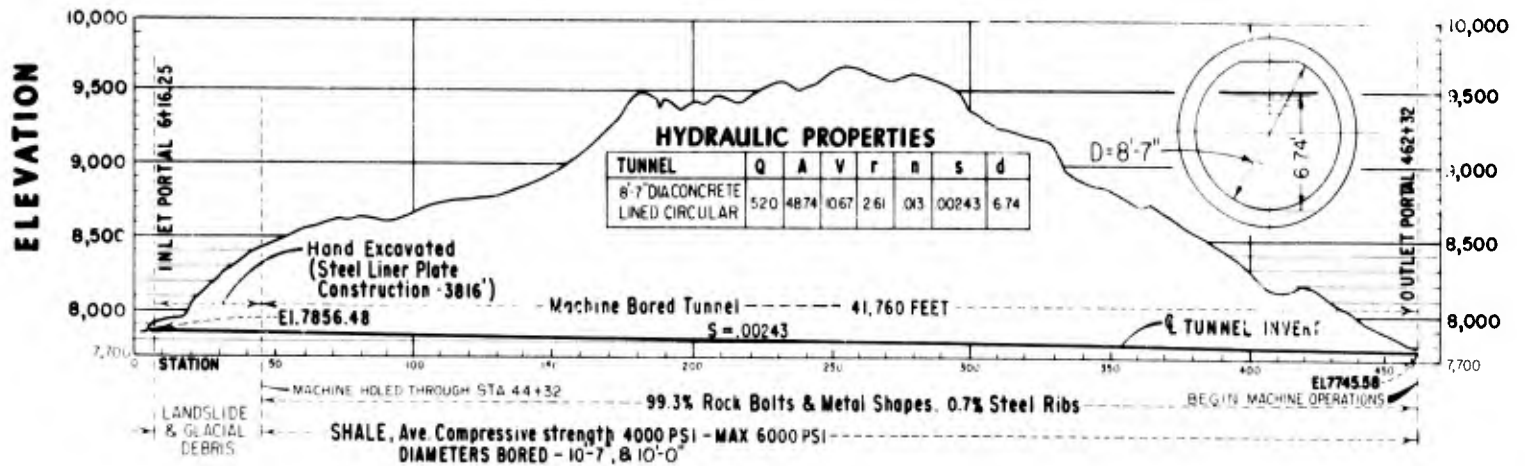 ELEVATION
10,000
9,500
9,000
8,500
8,000
7,700
INLET PORTAL 6+16.25
Hand Excavated
(Steel Liner Plate
Construction - 3816')
El. 7856.48
HYDRAULIC PROPERTIES
TUNNEL Q A V r n s d
8'-7" DIA CONCRETE
LINED CIRCULAR 520 48.74 10.67 2.61 .013 .00243 6.74
D=8'-7"
6.74'
OUTLET PORTAL 462+32
10,000
9,500
9,000
8,500
8,000
7,700
Machine Bored Tunnel 41,760 FEET
S = .00243
℄ TUNNEL INVERT
0 STATION 50 100 150 200 250 300 350 400 450
El. 7745.58
MACHINE HOLED THROUGH STA 44+32
BEGIN MACHINE OPERATIONS
99.3% Rock Bolts & Metal Shapes. 0.7% Steel Ribs
LANDSLIDE
& GLACIAL
DEBRIS
SHALE, Ave. Compressive strength 4000 PSI - MAX 6000 PSI
DIAMETERS BORED - 10'-7", & 10'-0"